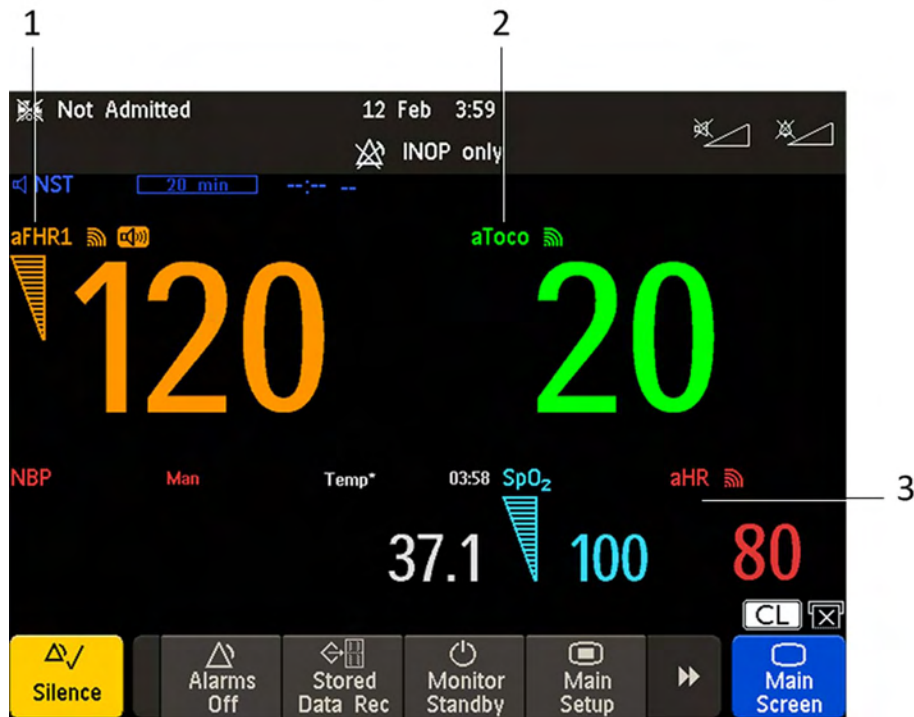 1 2
Not Admitted 12 Feb 3:59
INOP only
NST 20 min --:-- --
aFHR1 aToco
120 20
NBP Man Temp* 03:58 SpO₂ aHR 3
37.1 100 80
CL
Silence Alarms Off Stored Data Rec Monitor Standby Main Setup Main Screen